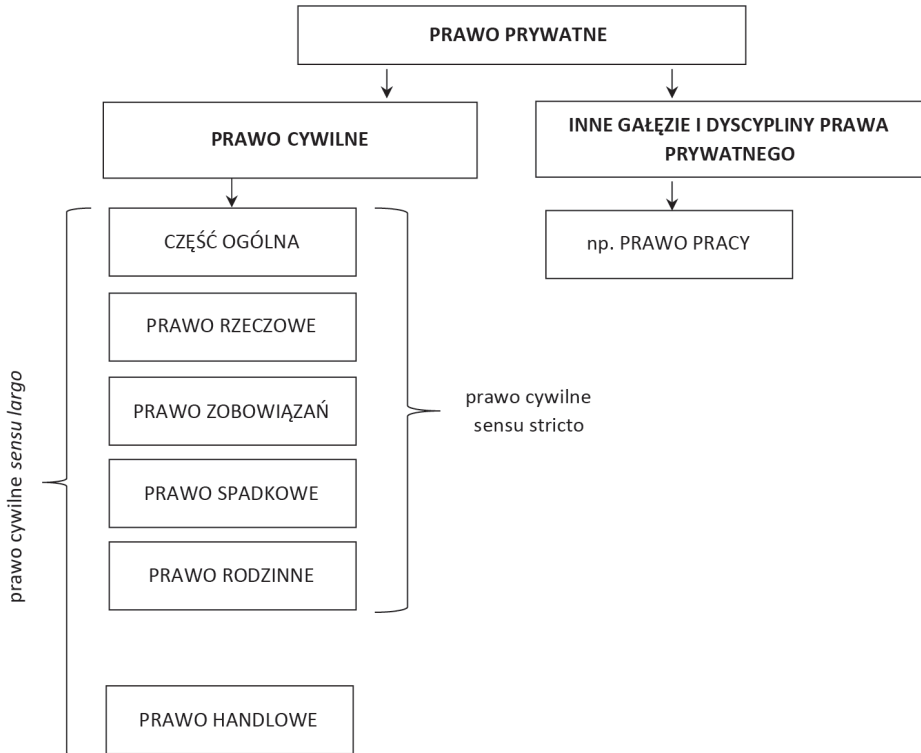 PRAWO PRYWATNE
PRAWO CYWILNE
INNE GAŁĘZIE I DYSCYPLINY PRAWA
PRYWATNEGO
CZĘŚĆ OGÓLNA
np. PRAWO PRACY
PRAWO RZECZOWE
PRAWO ZOBOWIĄZAŃ
prawo cywilne
sensu stricto
prawo cywilne sensu largo
PRAWO SPADKOWE
PRAWO RODZINNE
PRAWO HANDLOWE